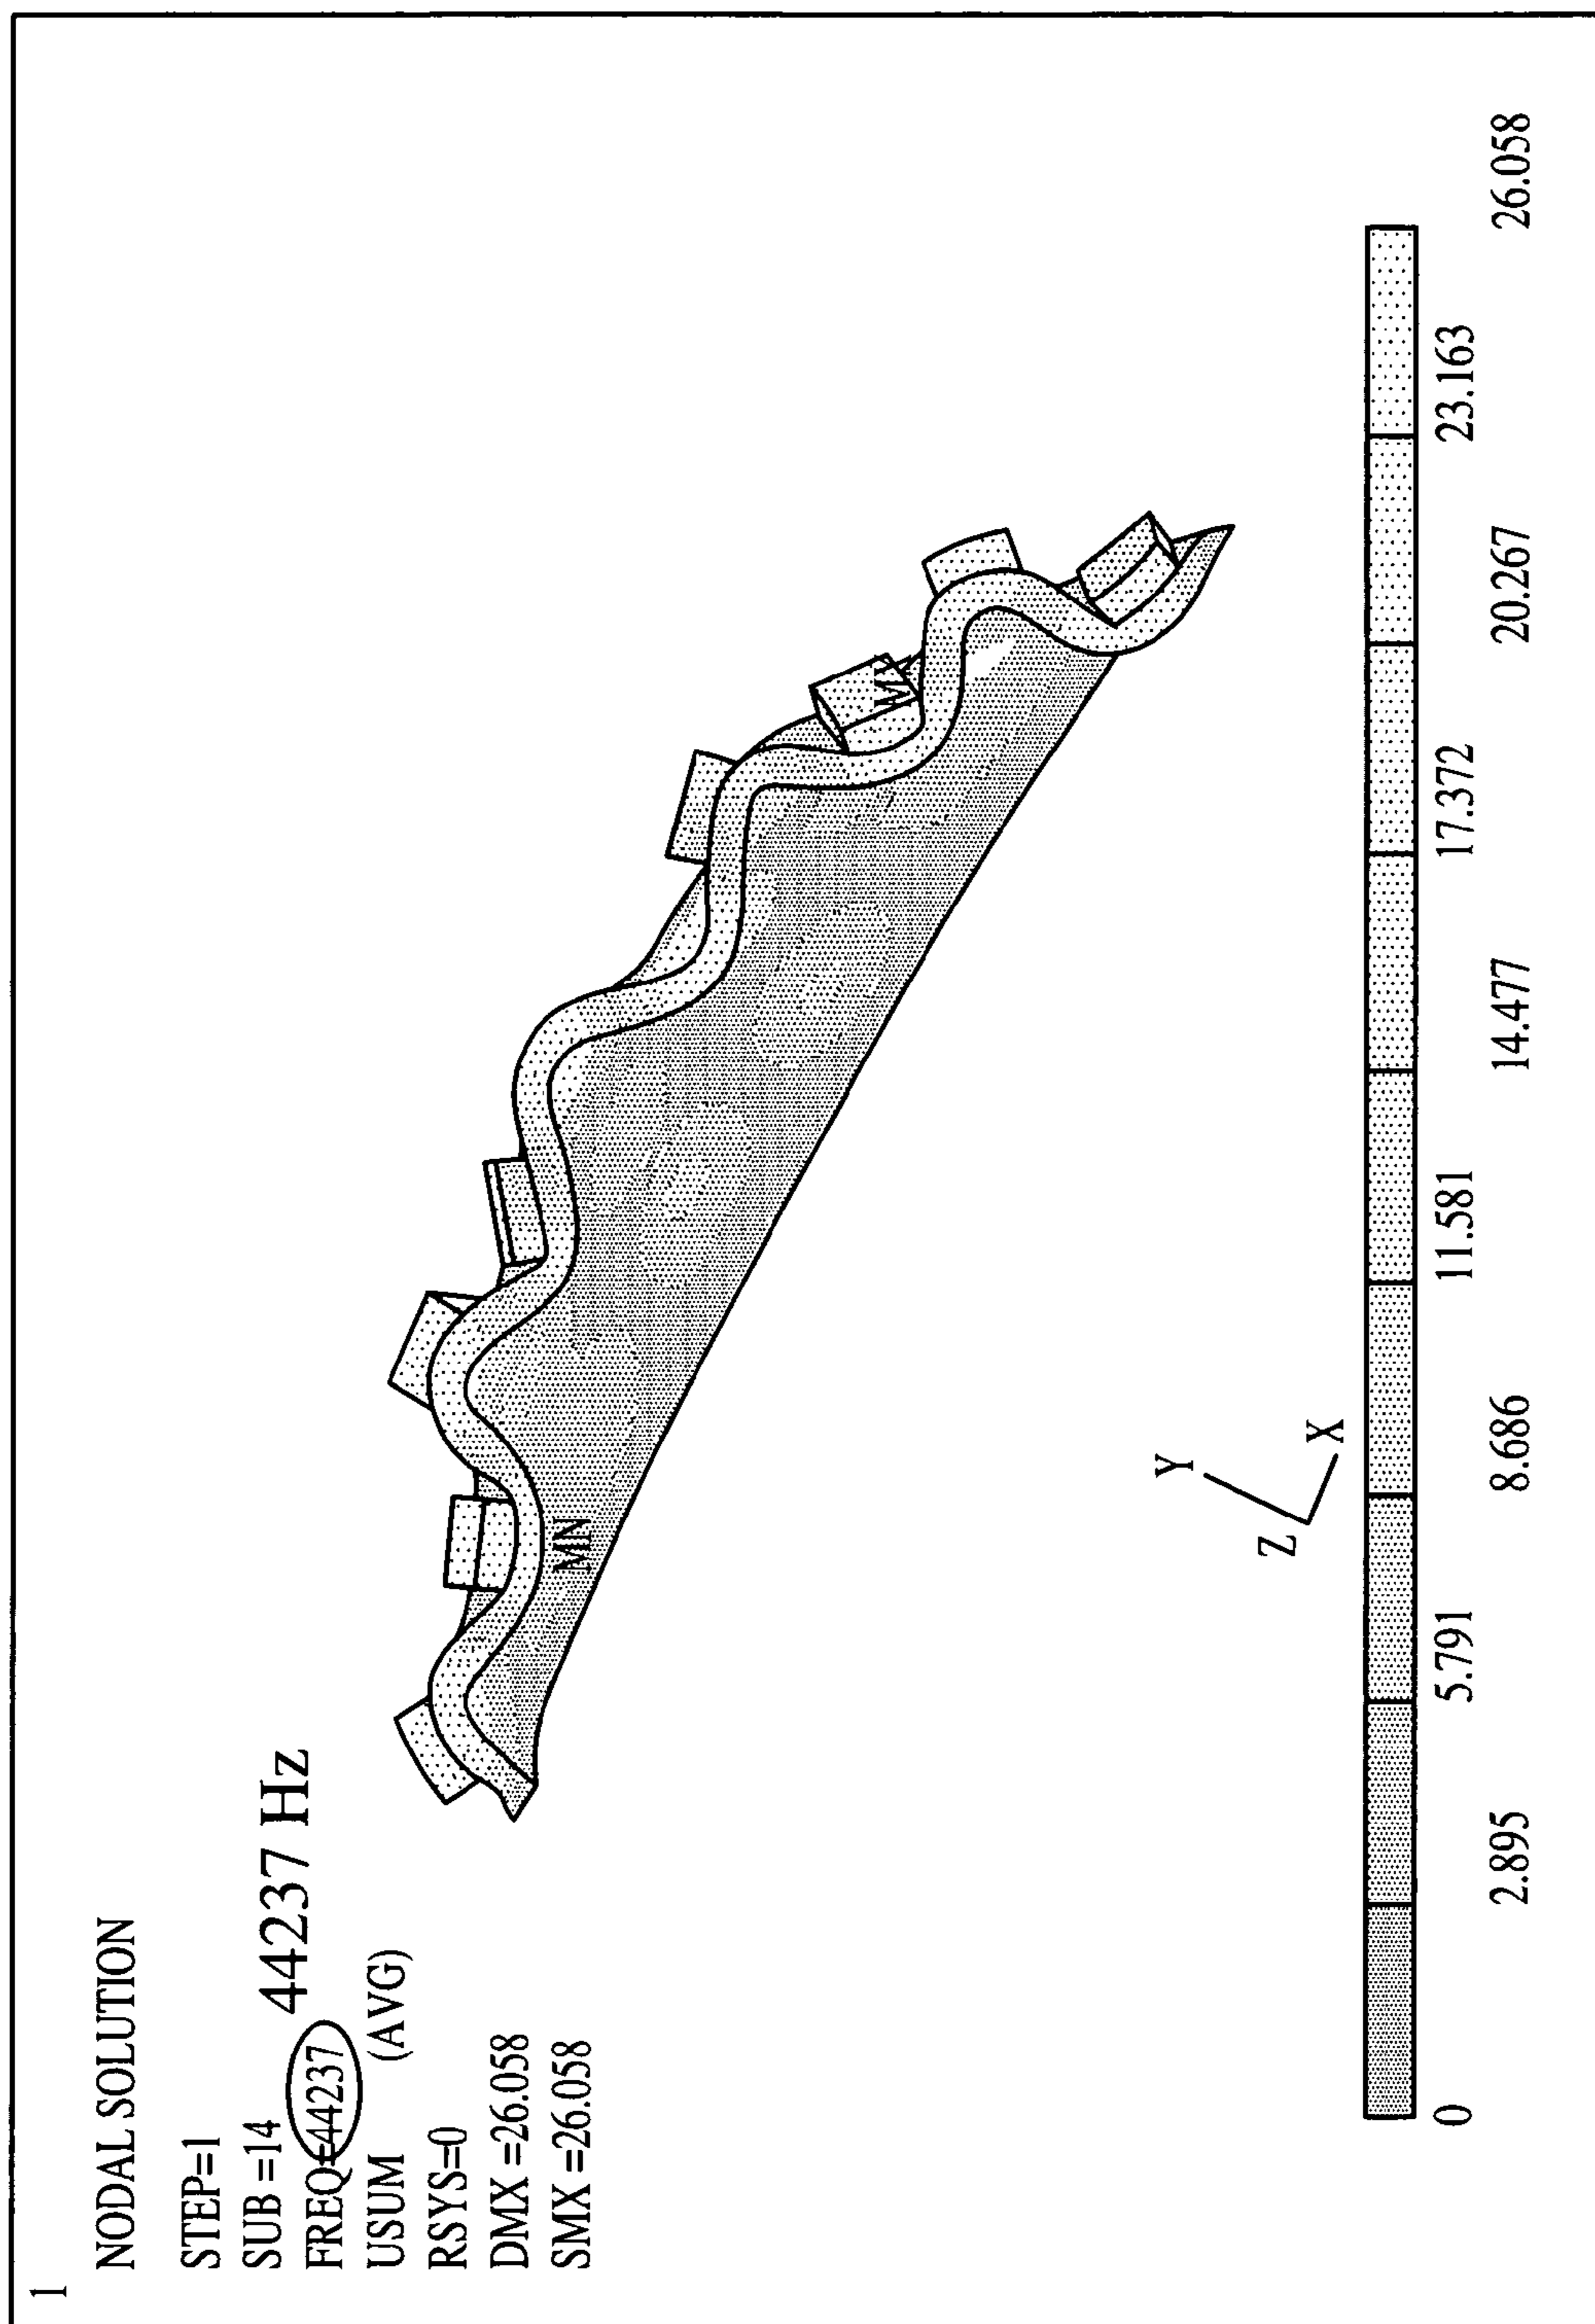 1
NODAL SOLUTION
STEP=1
SUB =14
44237 Hz
FREQ=44237
USUM (AVG)
RSYS=0
DMX =26.058
SMX =26.058
MN
Y
Z
X
0
2.895
5.791
8.686
11.581
14.477
17.372
20.267
23.163
26.058